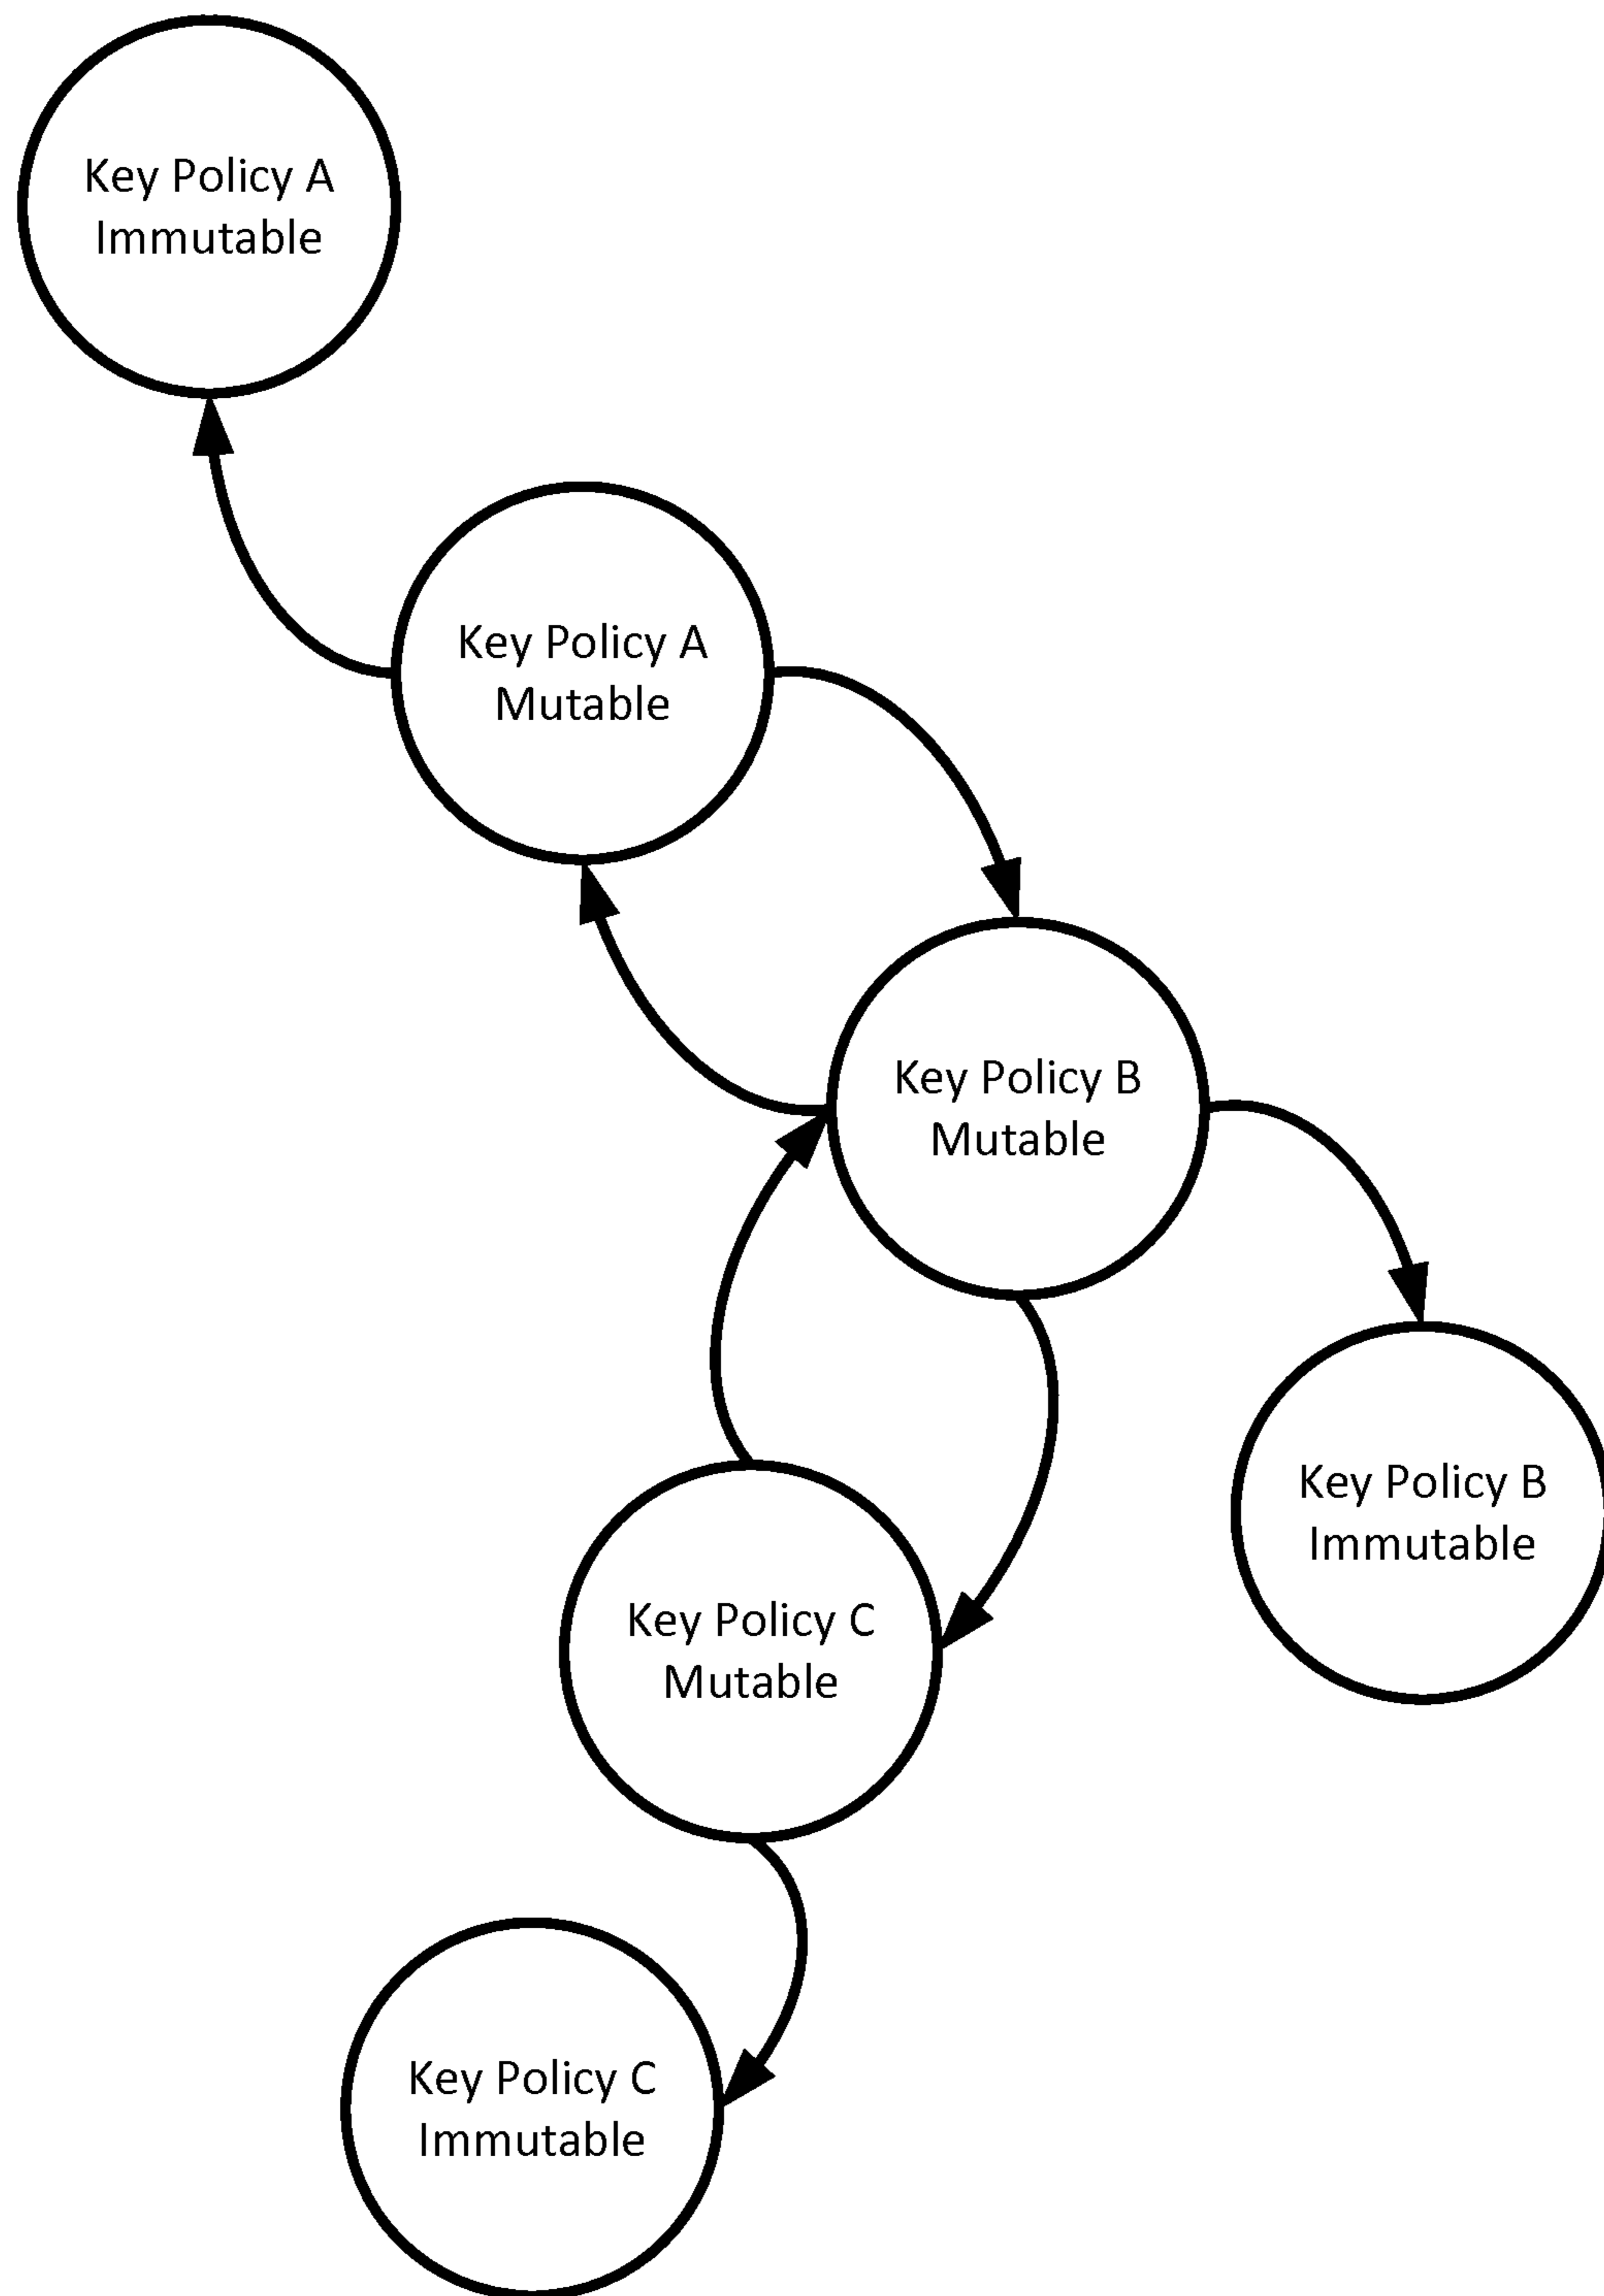 Key Policy A
Immutable
Key Policy A
Mutable
Key Policy B
Mutable
Key Policy B
Immutable
Key Policy C
Mutable
Key Policy C
Immutable